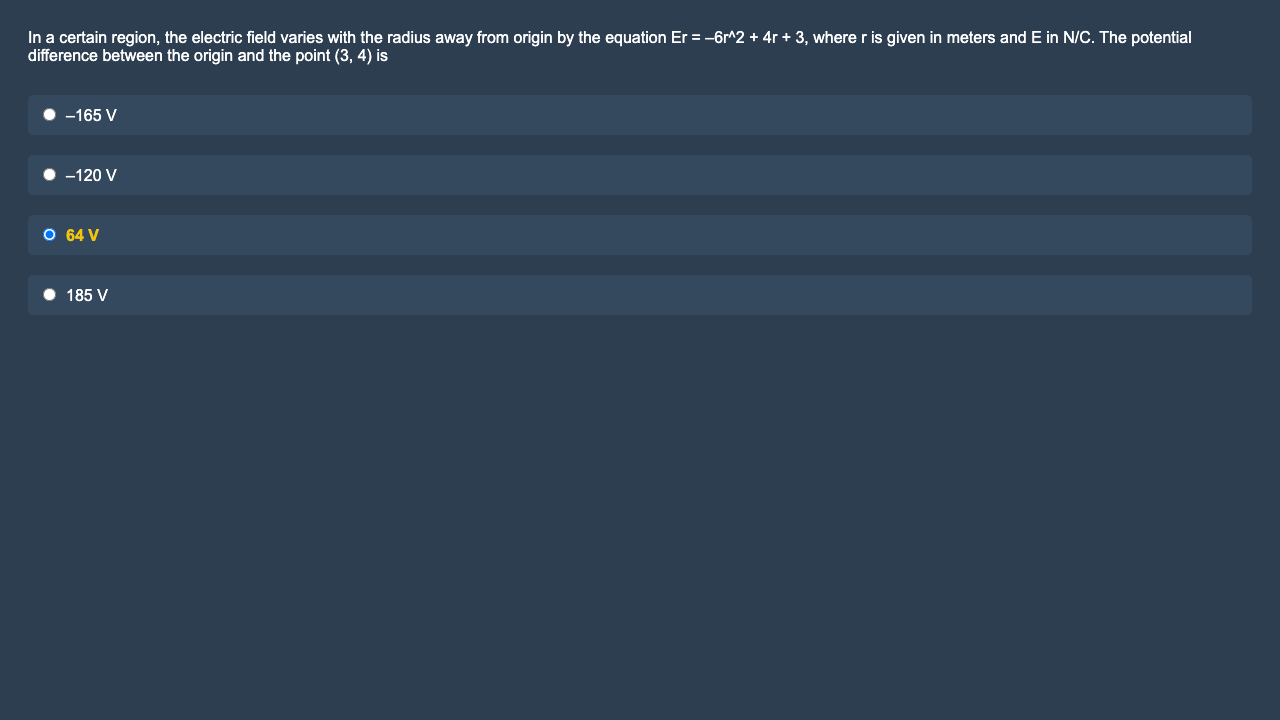 In a certain region, the electric field varies with the radius away from origin by the equation Er = –6r^2 + 4r + 3, where r is given in meters and E in N/C. The potential
difference between the origin and the point (3, 4) is
–165 V
–120 V
64 V
185 V